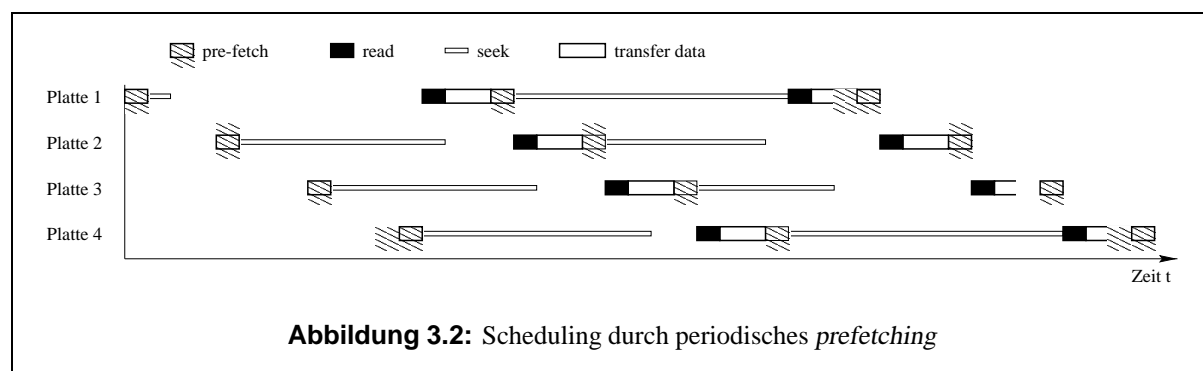 pre-fetch read seek transfer data
Platte 1
Platte 2
Platte 3
Platte 4
Zeit t
Abbildung 3.2: Scheduling durch periodisches prefetching